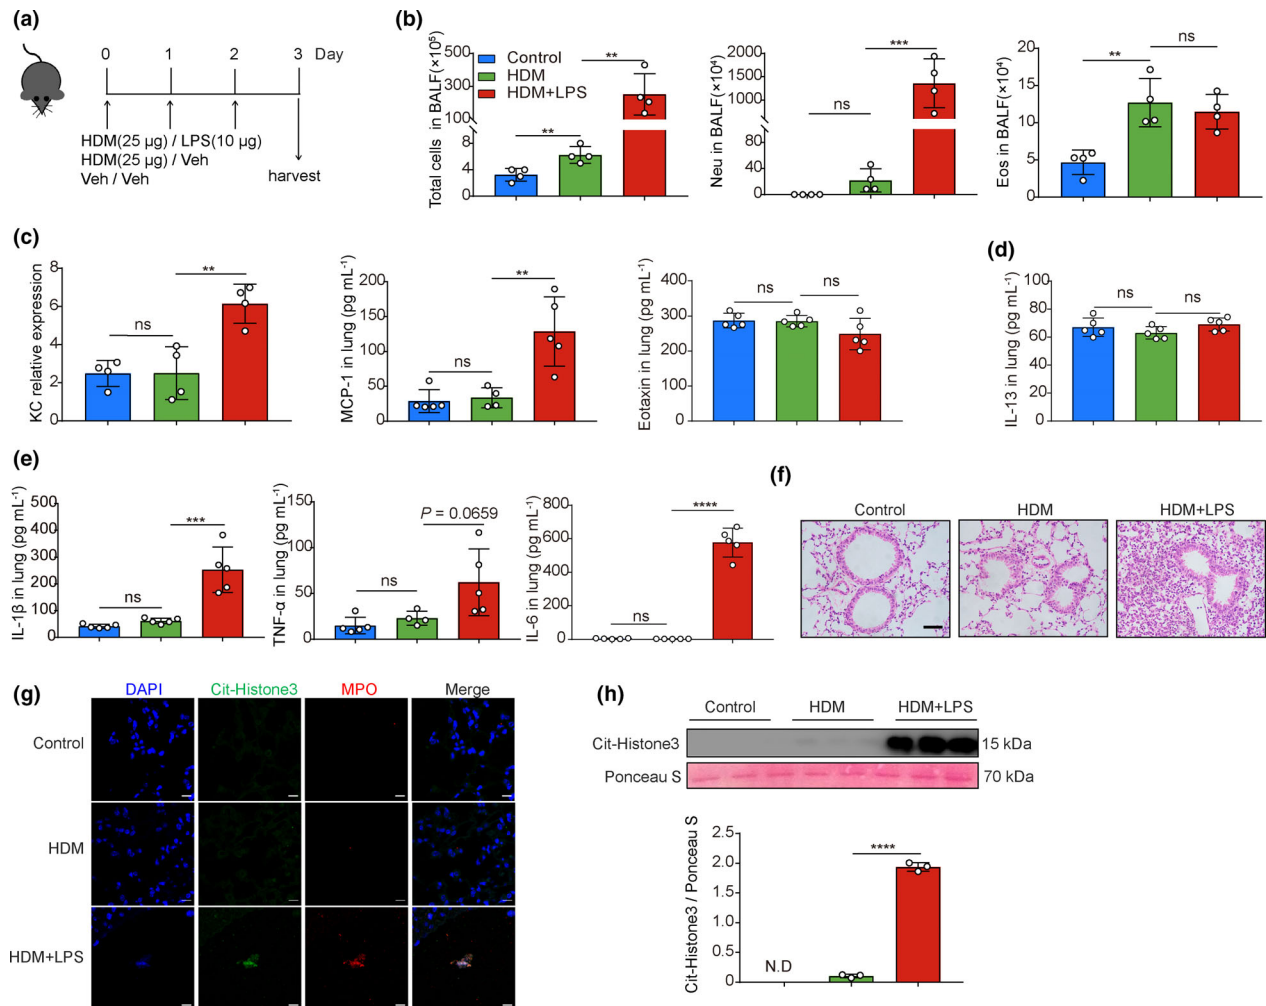 (a)
0 1 2 3 Day
HDM(25 µg) / LPS(10 µg)
HDM(25 µg) / Veh
Veh / Veh
harvest
(b)
Total cells in BALF(×10⁵)
500
300
100
8
4
0
** **
Control
HDM
HDM+LPS
Neu in BALF(×10⁴)
2000
1000
80
40
0
ns ***
Eos in BALF(×10⁴)
20
15
10
5
0
** ns
(c)
KC relative expression
8
6
4
2
0
ns **
MCP-1 in lung (pg mL⁻¹)
200
150
100
50
0
ns **
Eotaxin in lung (pg mL⁻¹)
400
300
200
0
ns ns
(d)
IL-13 in lung (pg mL⁻¹)
100
80
60
40
20
0
ns ns
(e)
IL-1β in lung (pg mL⁻¹)
500
400
300
200
100
0
ns ***
TNF-α in lung (pg mL⁻¹)
150
100
50
0
ns P = 0.0659
IL-6 in lung (pg mL⁻¹)
800
600
400
200
0
ns ****
(f)
Control HDM HDM+LPS
(g)
DAPI Cit-Histone3 MPO Merge
Control
HDM
HDM+LPS
(h)
Control HDM HDM+LPS
Cit-Histone3 15 kDa
Ponceau S 70 kDa
Cit-Histone3 / Ponceau S
2.5
2.0
1.5
1.0
0.5
0
N.D ****